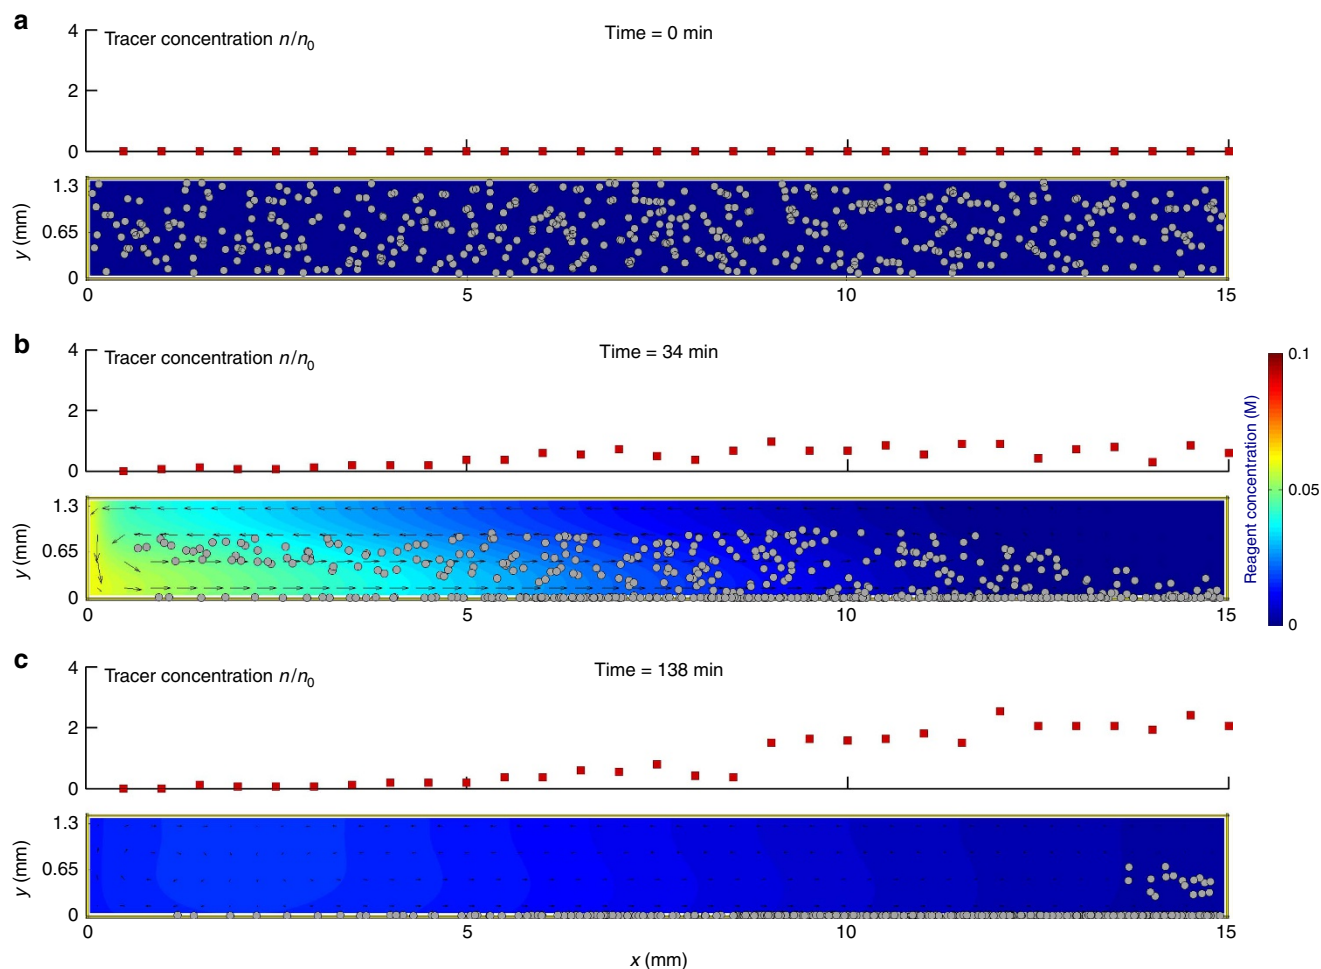 a
4
Tracer concentration n/n0
Time = 0 min
2
0
1.3
0.65
0
y (mm)
0
5
10
15
b
4
Tracer concentration n/n0
Time = 34 min
2
0
1.3
0.65
0
y (mm)
0
5
10
15
0.1
0.05
0
Reagent concentration (M)
c
4
Tracer concentration n/n0
Time = 138 min
2
0
1.3
0.65
0
y (mm)
0
5
10
15
x (mm)